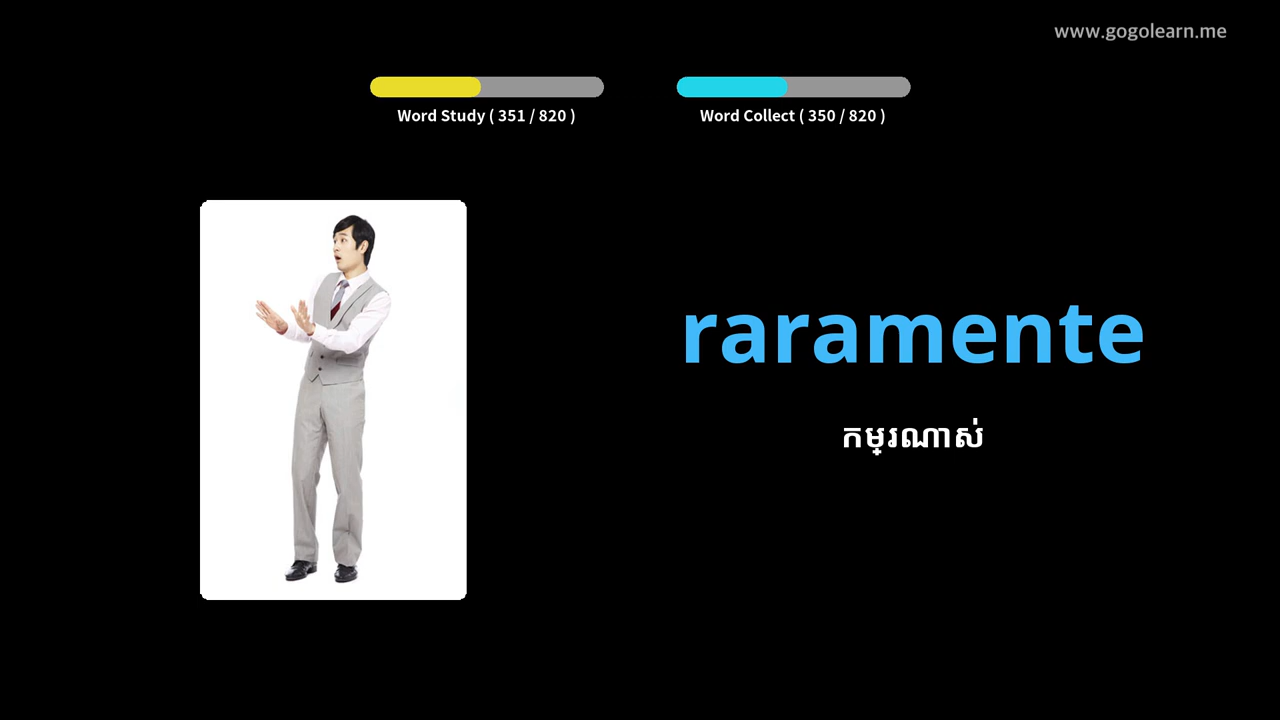 www.gogolearn.me
Word Study ( 351 / 820 )
Word Collect ( 350 / 820 )
raramente
កម្រណាស់